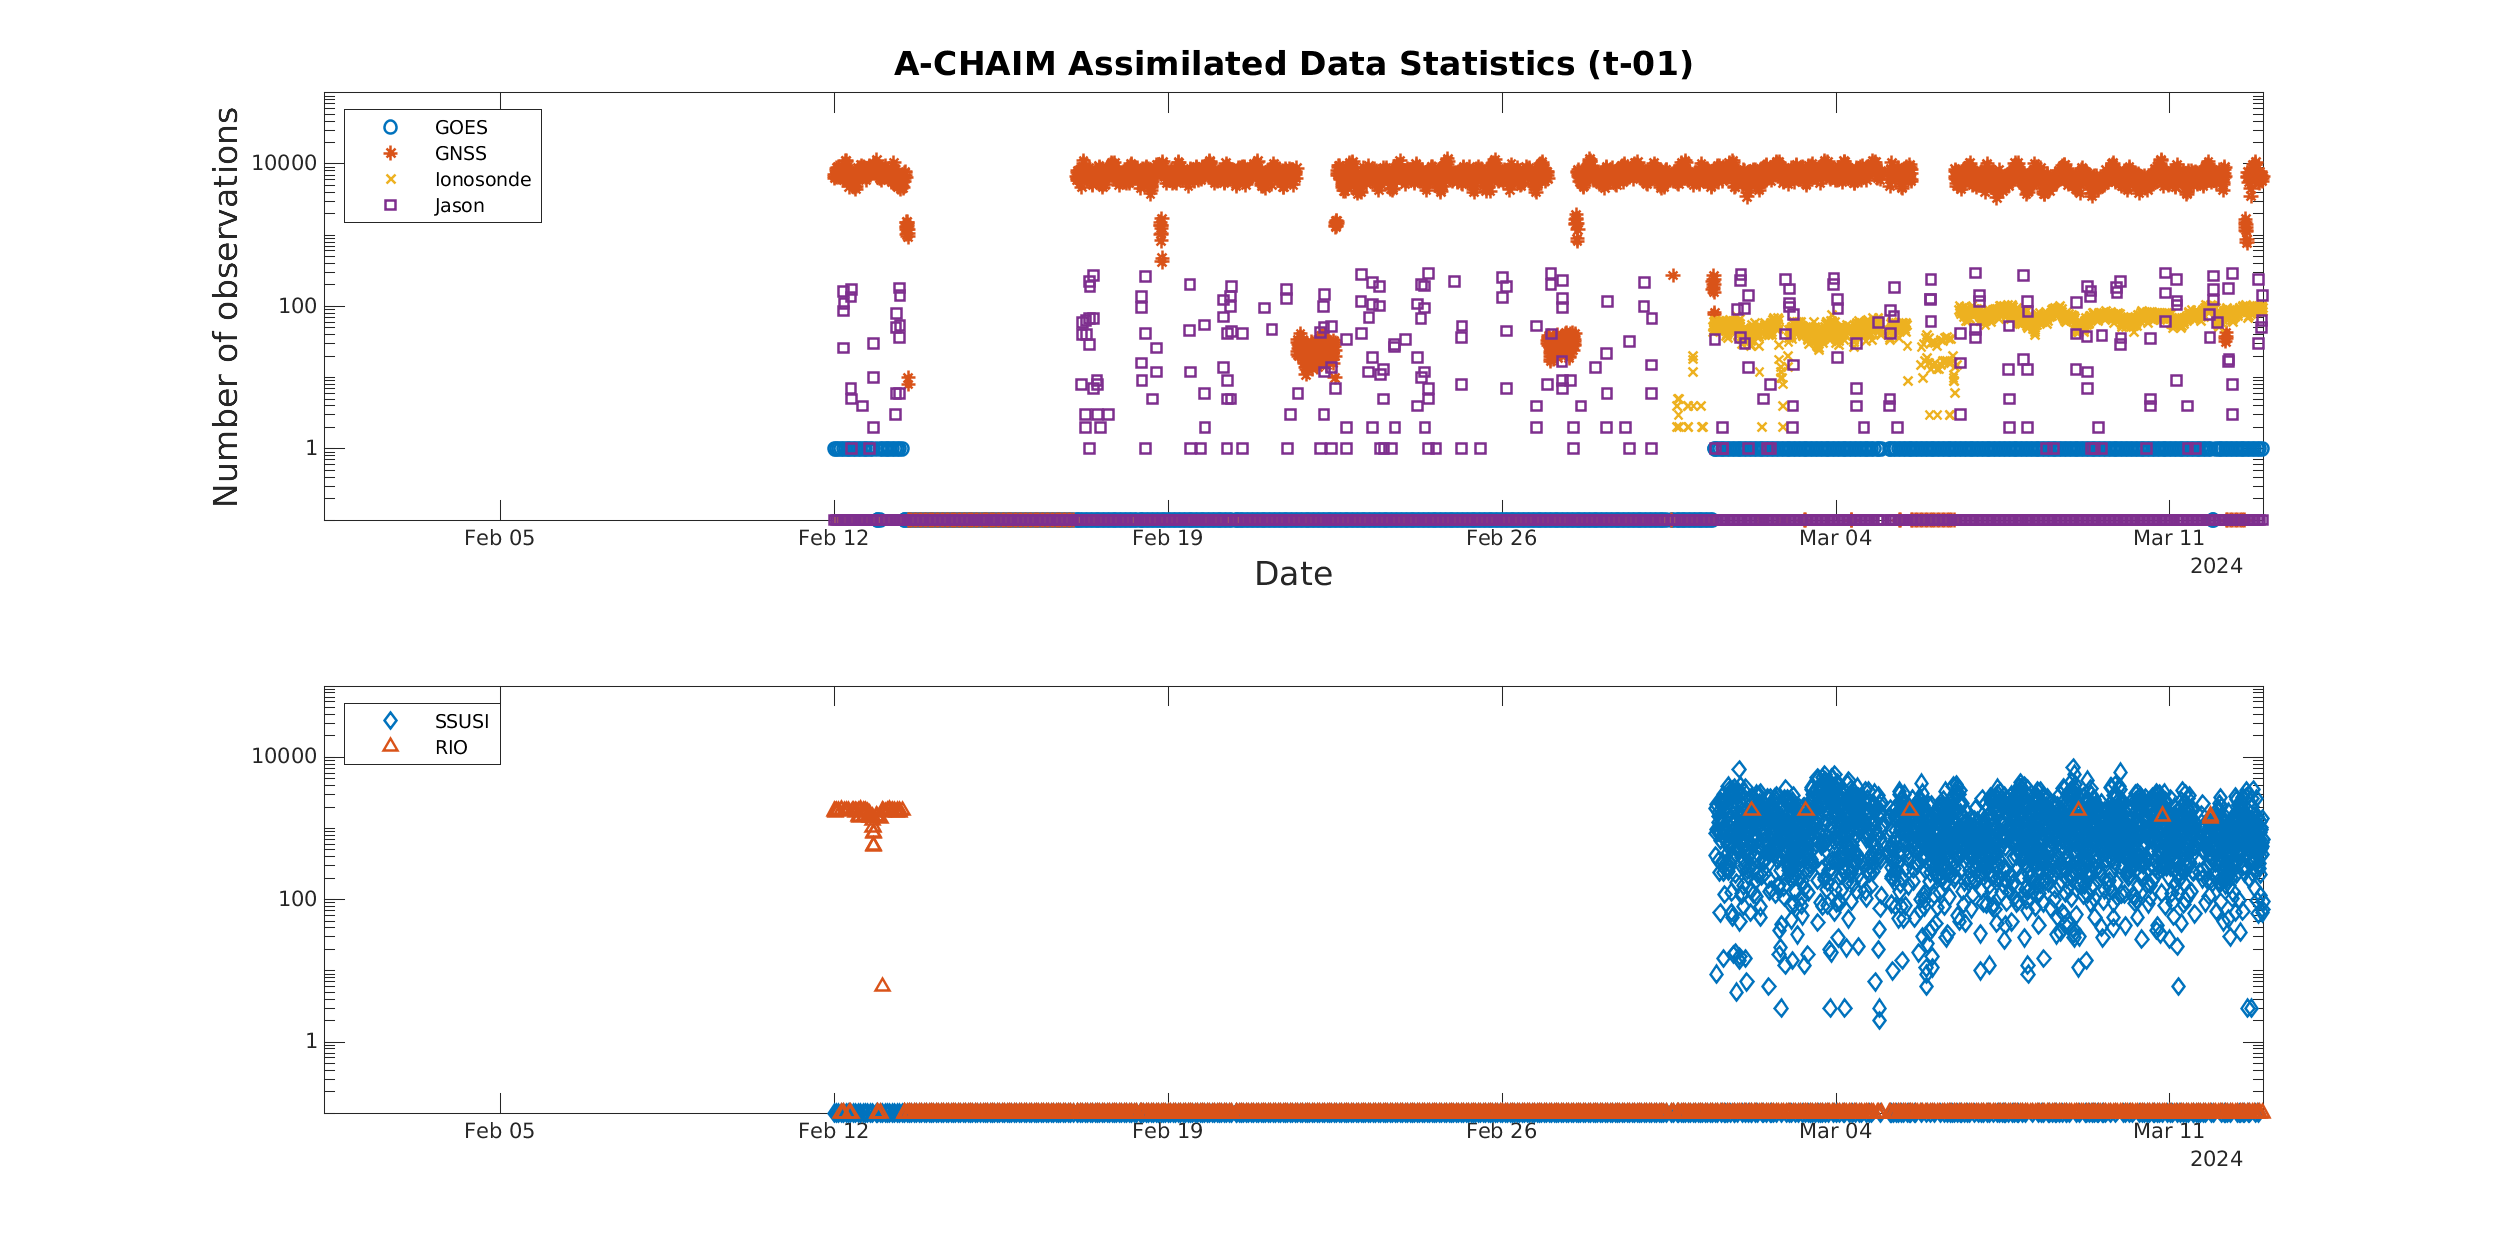 A-CHAIM Assimilated Data Statistics (t-01)
GOES
GNSS
Ionosonde
Jason
10000
100
1
Number of observations
Feb 05
Feb 12
Feb 19
Feb 26
Mar 04
Mar 11
2024
Date
SSUSI
RIO
10000
100
1
Feb 05
Feb 12
Feb 19
Feb 26
Mar 04
Mar 11
2024